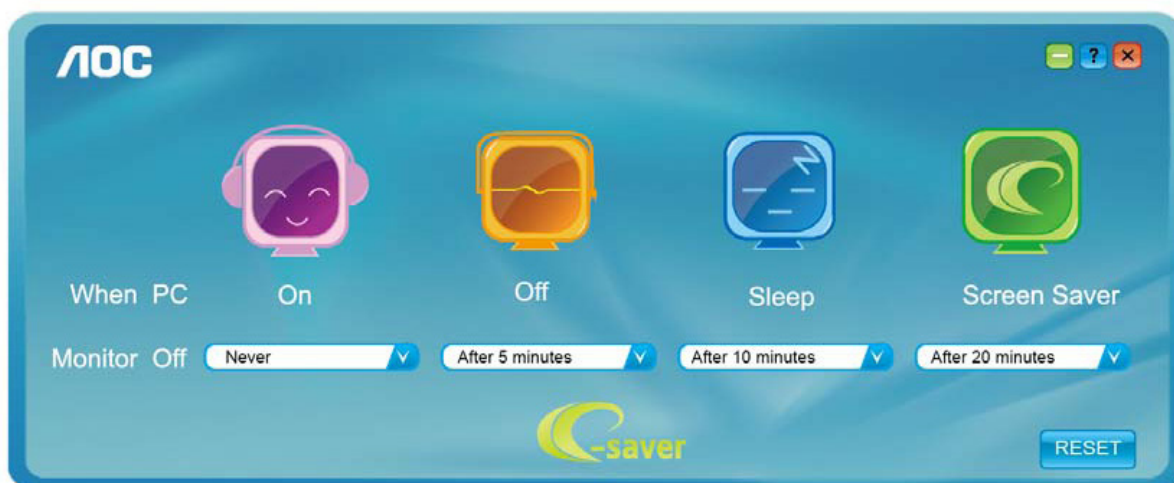 AOC
?
When PC On Off Sleep Screen Saver
Monitor Off Never After 5 minutes After 10 minutes After 20 minutes
e-saver
RESET